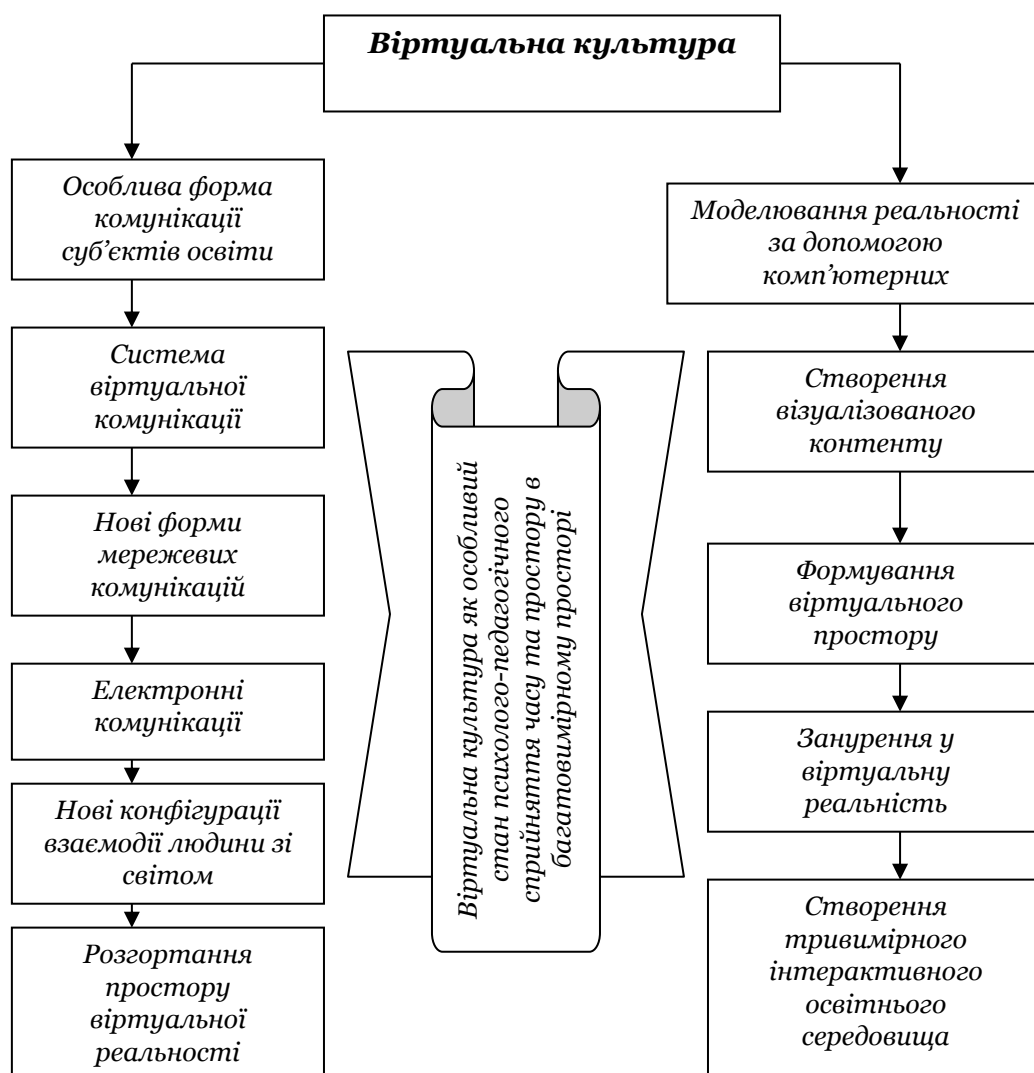 Віртуальна культура
Особлива форма
комунікації
суб’єктів освіти
Система
віртуальної
комунікації
Нові форми
мережевих
комунікацій
Електронні
комунікації
Нові конфігурації
взаємодії людини зі
світом
Розгортання
простору
віртуальної
реальності
Віртуальна культура як особливий
стан психолого-педагогічного
сприйняття часу та простору в
багатовимірному просторі
Моделювання реальності
за допомогою
комп’ютерних
Створення
візуалізованого
контенту
Формування
віртуального
простору
Занурення у
віртуальну
реальність
Створення
тривимірного
інтерактивного
освітнього
середовища